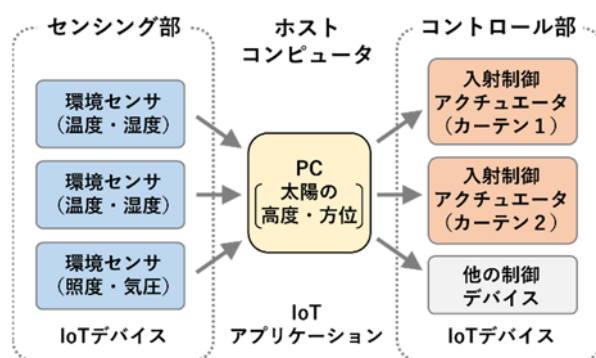 センシング部
環境センサ
（温度・湿度）
環境センサ
（温度・湿度）
環境センサ
（照度・気圧）
IoTデバイス
ホスト
コンピュータ
PC
太陽の
高度・方位
IoT
アプリケーション
コントロール部
入射制御
アクチュエータ
（カーテン１）
入射制御
アクチュエータ
（カーテン２）
他の制御
デバイス
IoTデバイス